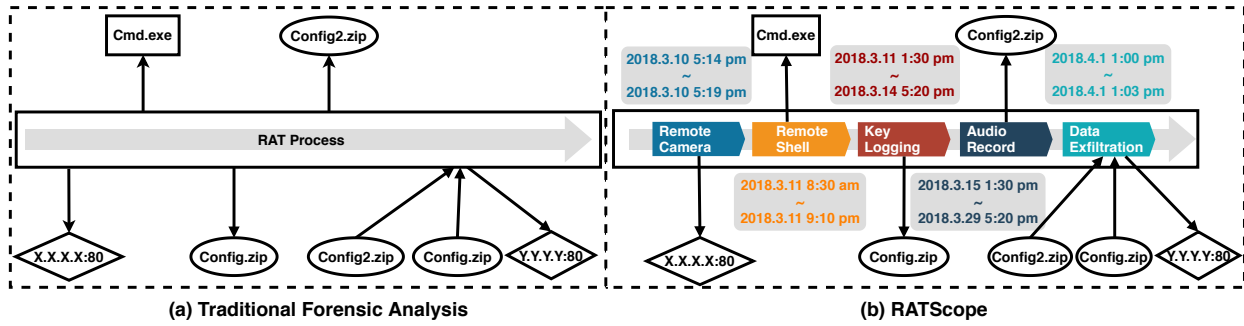 Cmd.exe
Config2.zip
RAT Process
X.X.X.X:80
Config.zip
Config2.zip
Config.zip
Y.Y.Y.Y:80
(a) Traditional Forensic Analysis
Cmd.exe
Config2.zip
2018.3.10 5:14 pm
~
2018.3.10 5:19 pm
2018.3.11 1:30 pm
~
2018.3.14 5:20 pm
2018.4.1 1:00 pm
~
2018.4.1 1:03 pm
Remote
Camera
Remote
Shell
Key
Logging
Audio
Record
Data
Exfiltration
2018.3.11 8:30 am
~
2018.3.11 9:10 pm
2018.3.15 1:30 pm
~
2018.3.29 5:20 pm
X.X.X.X:80
Config.zip
Config2.zip
Config.zip
Y.Y.Y.Y:80
(b) RATScope